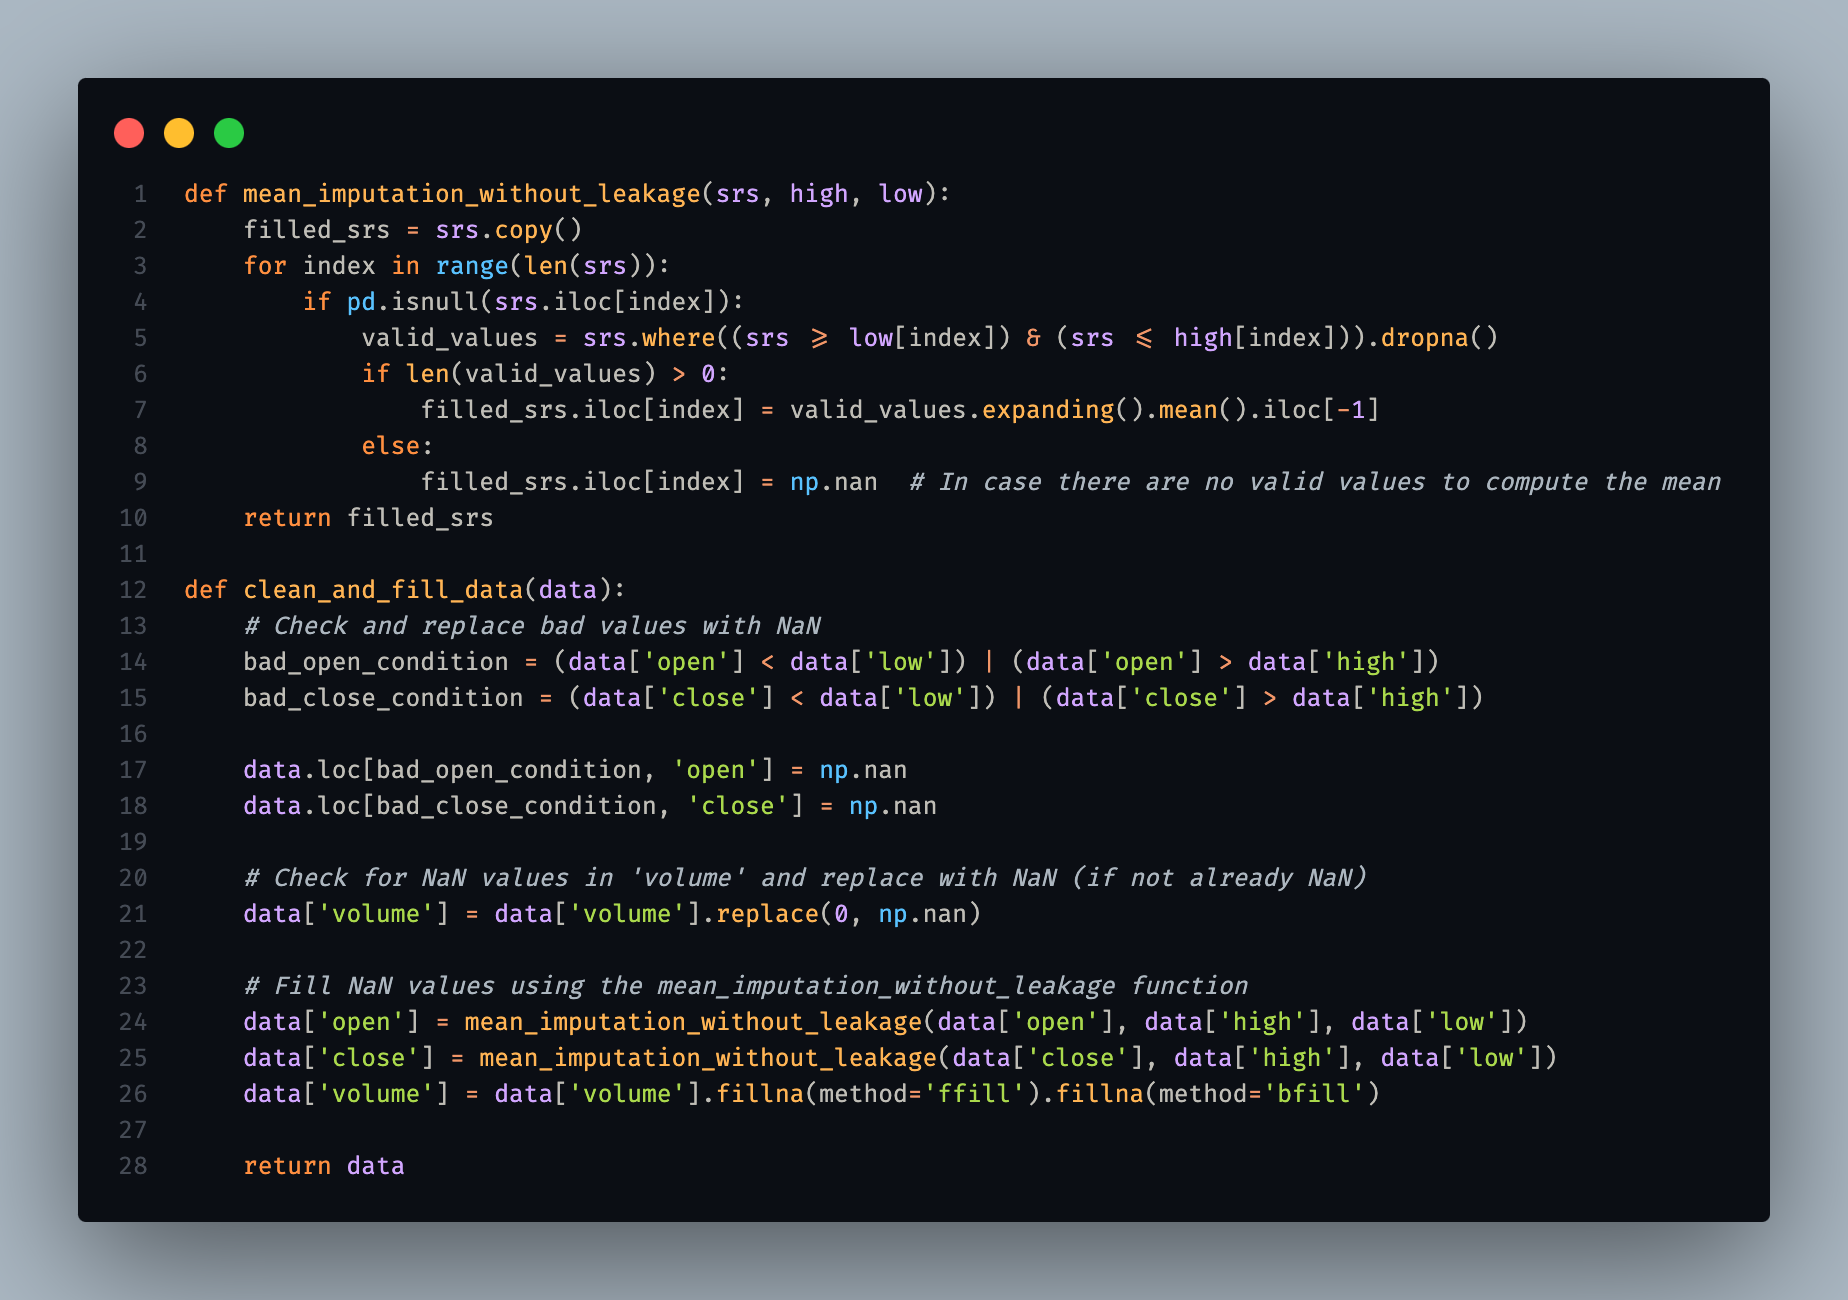 1 def mean_imputation_without_leakage(srs, high, low):
2     filled_srs = srs.copy()
3     for index in range(len(srs)):
4         if pd.isnull(srs.iloc[index]):
5             valid_values = srs.where((srs >= low[index]) & (srs <= high[index])).dropna()
6             if len(valid_values) > 0:
7                 filled_srs.iloc[index] = valid_values.expanding().mean().iloc[-1]
8             else:
9                 filled_srs.iloc[index] = np.nan  # In case there are no valid values to compute the mean
10     return filled_srs
11
12 def clean_and_fill_data(data):
13     # Check and replace bad values with NaN
14     bad_open_condition = (data['open'] < data['low']) | (data['open'] > data['high'])
15     bad_close_condition = (data['close'] < data['low']) | (data['close'] > data['high'])
16
17     data.loc[bad_open_condition, 'open'] = np.nan
18     data.loc[bad_close_condition, 'close'] = np.nan
19
20     # Check for NaN values in 'volume' and replace with NaN (if not already NaN)
21     data['volume'] = data['volume'].replace(0, np.nan)
22
23     # Fill NaN values using the mean_imputation_without_leakage function
24     data['open'] = mean_imputation_without_leakage(data['open'], data['high'], data['low'])
25     data['close'] = mean_imputation_without_leakage(data['close'], data['high'], data['low'])
26     data['volume'] = data['volume'].fillna(method='ffill').fillna(method='bfill')
27
28     return data